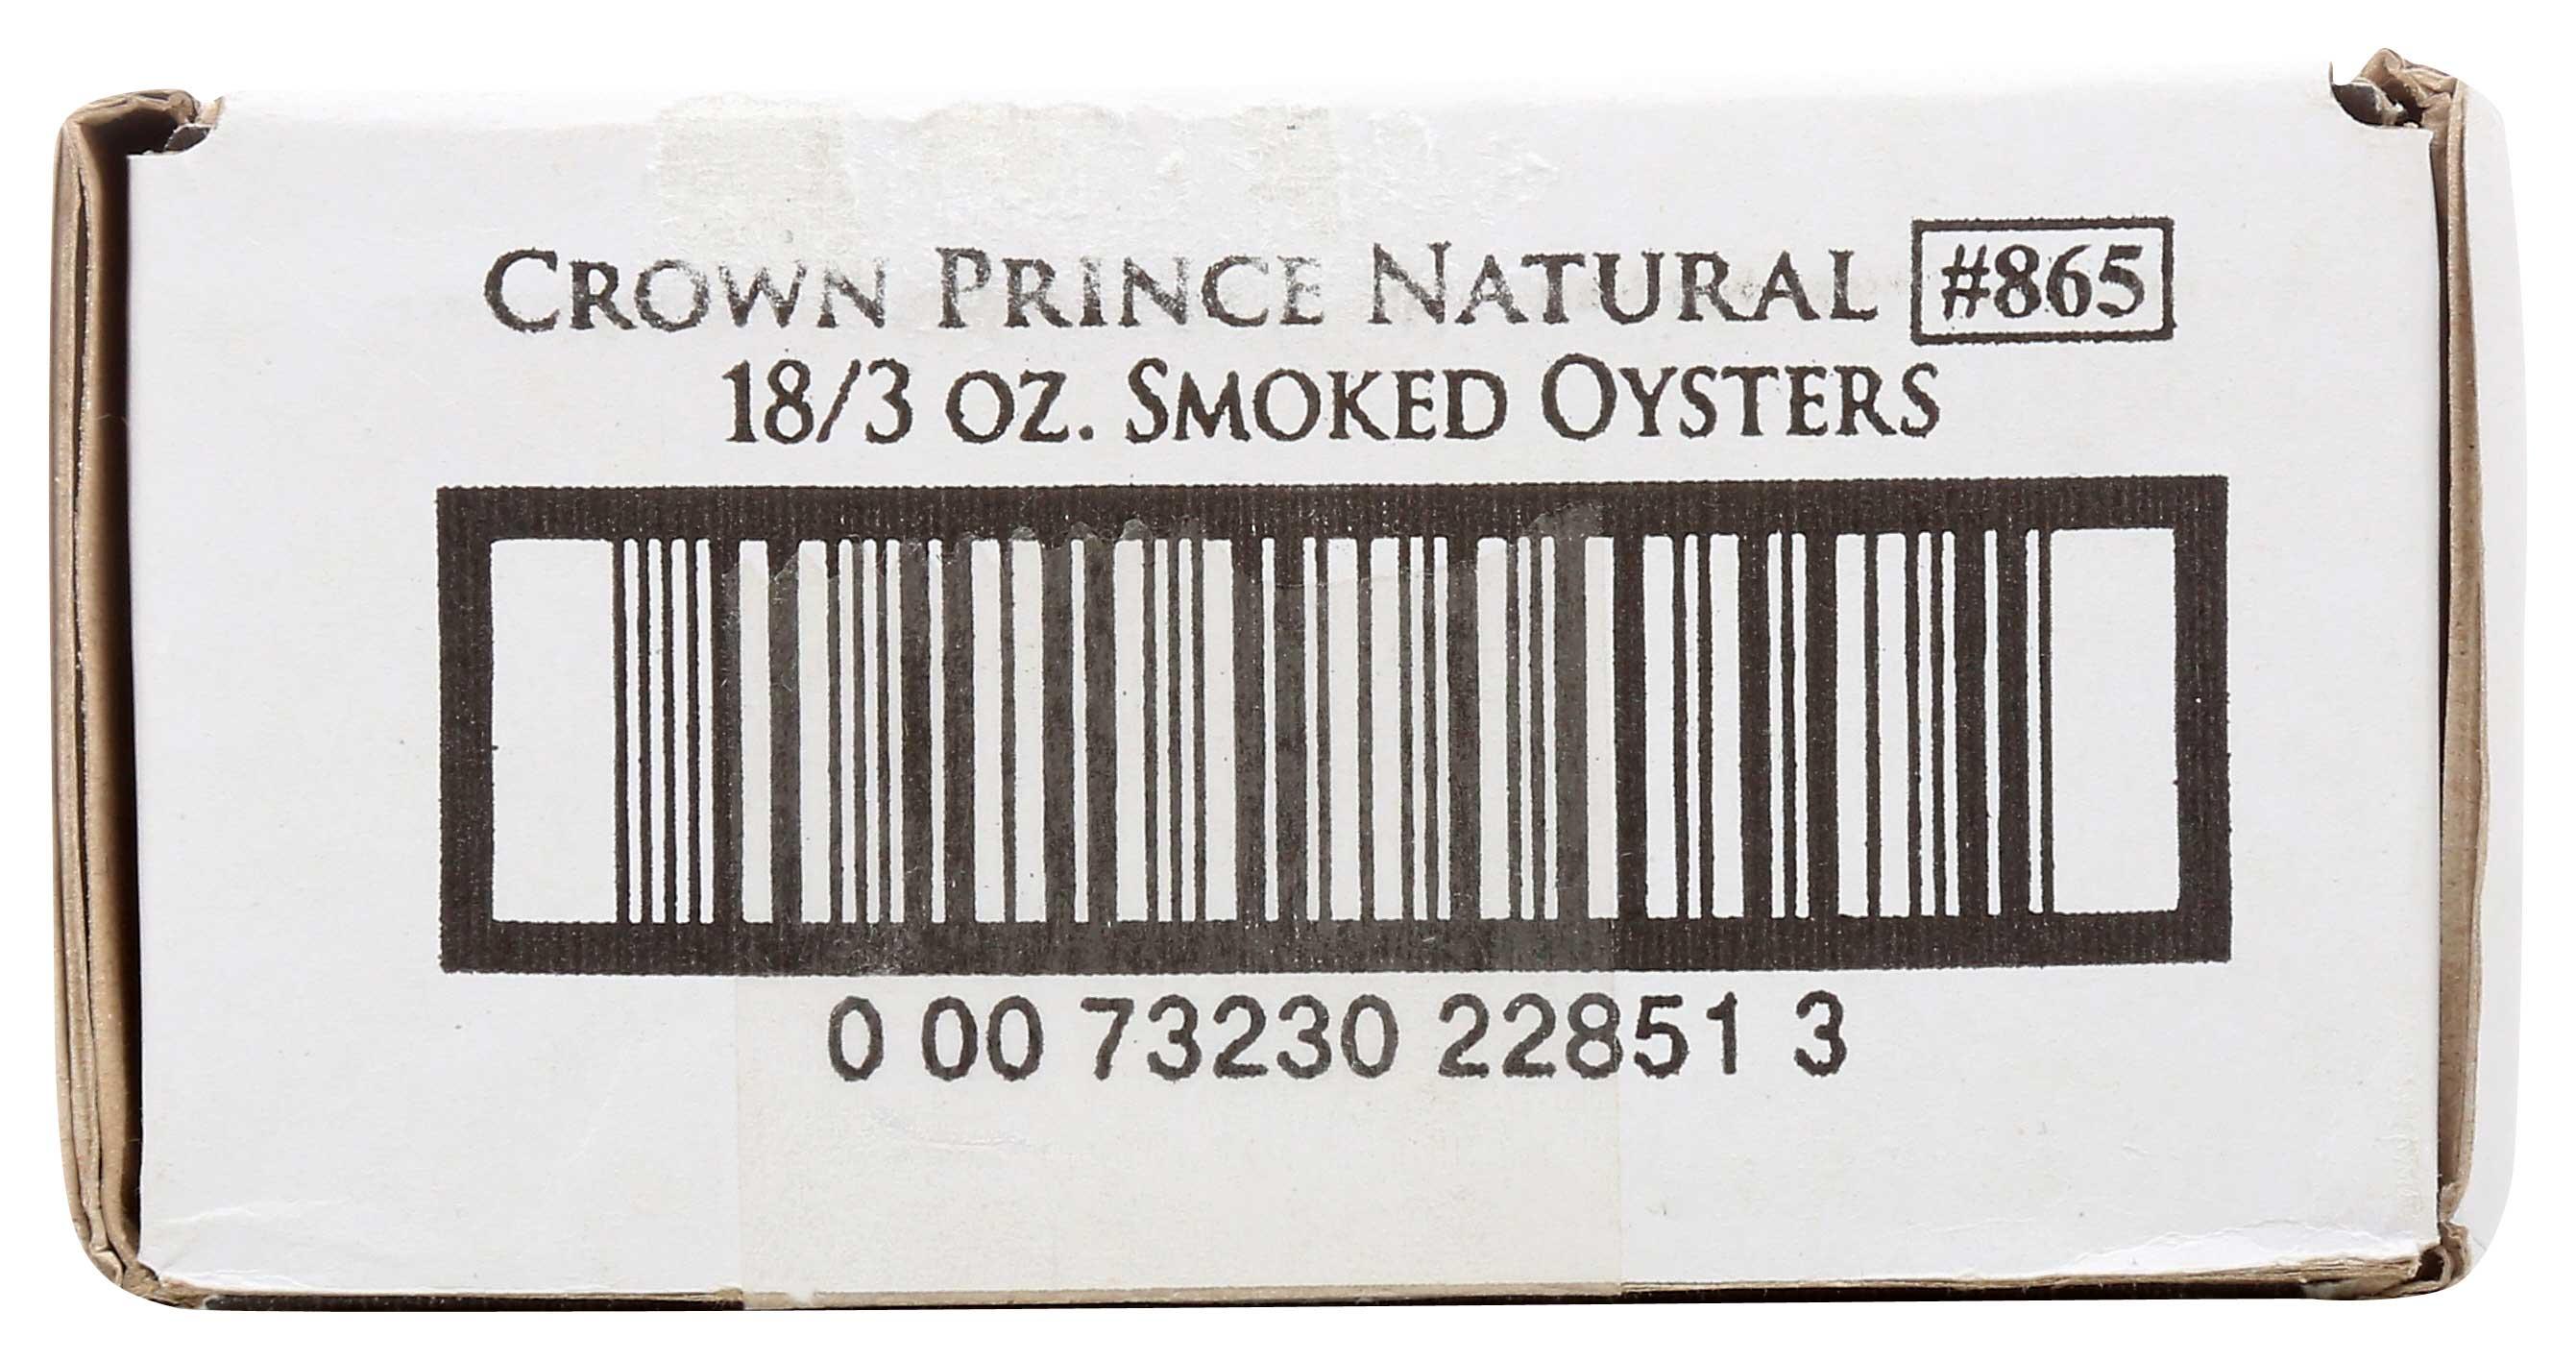 CROWN PRINCE NATURAL #865
18/3 OZ. SMOKED OYSTERS
0 00 73230 22851 3